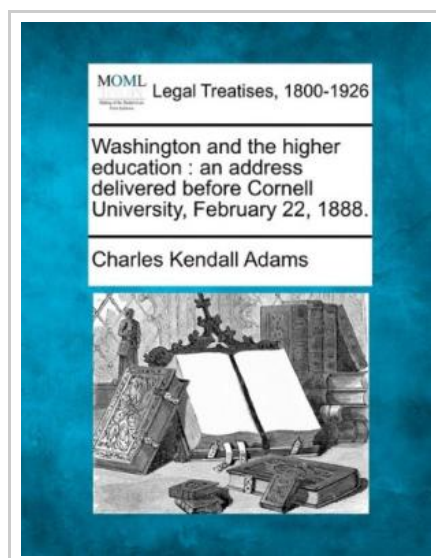 MOML Legal Treatises, 1800-1926
Washington and the higher
education : an address
delivered before Cornell
University, February 22, 1888.
Charles Kendall Adams